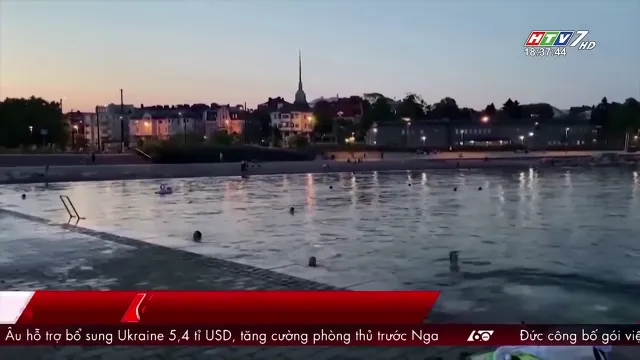 HTV7 HD
18:37:44
Âu hỗ trợ bổ sung Ukraine 5,4 tỉ USD, tăng cường phòng thủ trước Nga 60 Đức công bố gói